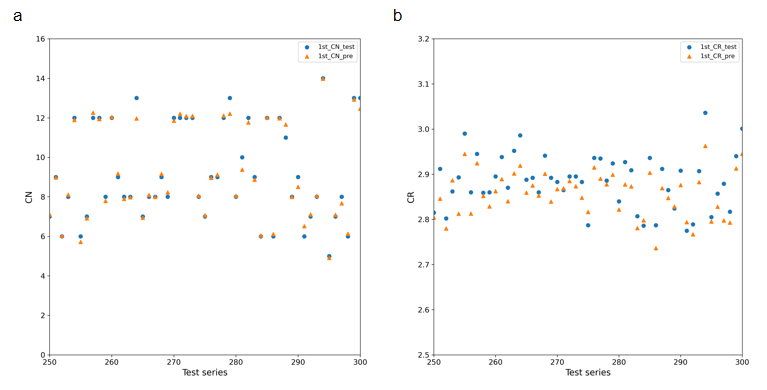 a
b
16
14
12
10
8
6
4
2
0
CN
250
260
270
280
290
300
Test series
1st_CN_test
1st_CN_pre
3.2
3.1
3.0
2.9
2.8
2.7
2.6
2.5
CR
250
260
270
280
290
300
Test series
1st_CR_test
1st_CR_pre